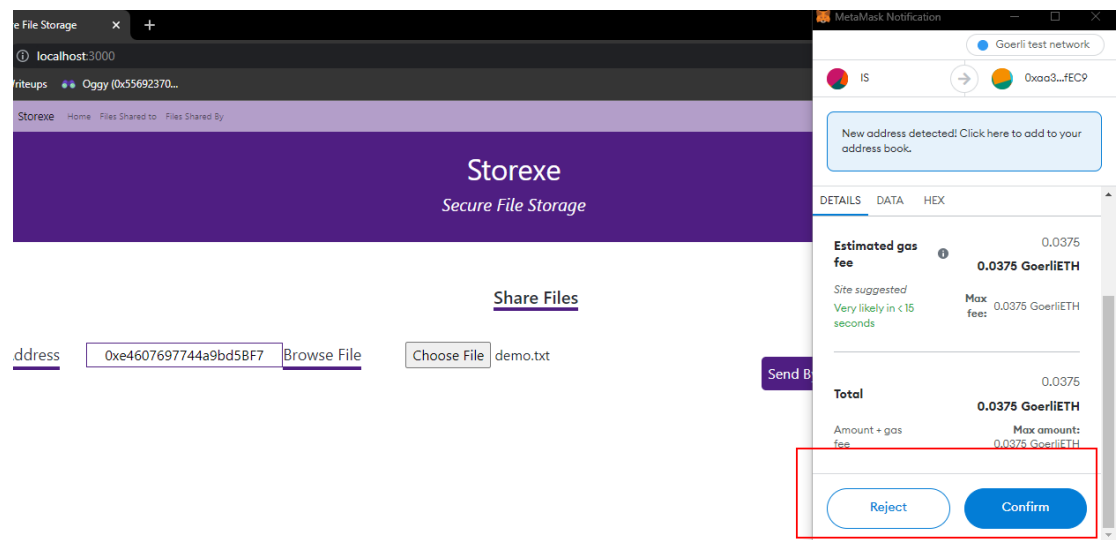 e File Storage × +
localhost:3000
Writeups Oggy (0x55692370...
Storexe Home Files Shared to Files Shared By
Storexe
Secure File Storage
Share Files
ddress 0xe4607697744a9bd5BF7 Browse File Choose File demo.txt
Send B
MetaMask Notification
Goerli test network
IS 0xaa3...fEC9
New address detected! Click here to add to your
address book.
DETAILS DATA HEX
Estimated gas
fee
0.0375
0.0375 GoerliETH
Site suggested
Very likely in < 15
seconds
Max
fee:
0.0375 GoerliETH
Total
0.0375
0.0375 GoerliETH
Amount + gas
fee
Max amount:
0.0375 GoerliETH
Reject Confirm